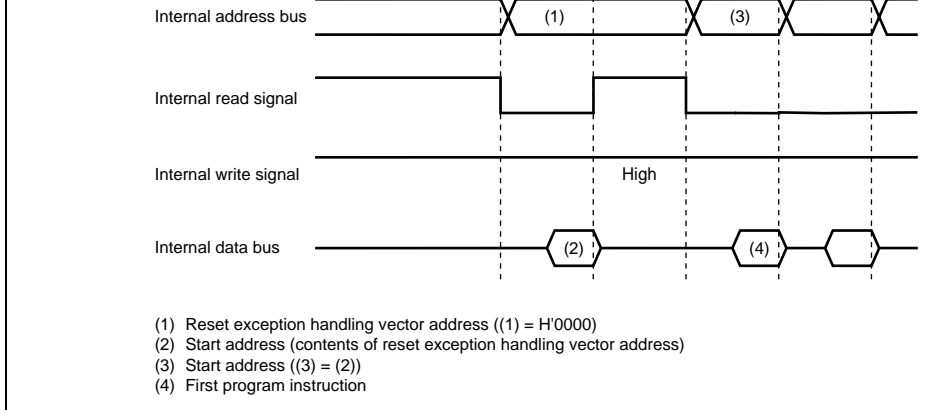 Internal address bus (1) (3)
Internal read signal
Internal write signal High
Internal data bus (2) (4)
(1) Reset exception handling vector address ((1) = H'0000)
(2) Start address (contents of reset exception handling vector address)
(3) Start address ((3) = (2))
(4) First program instruction